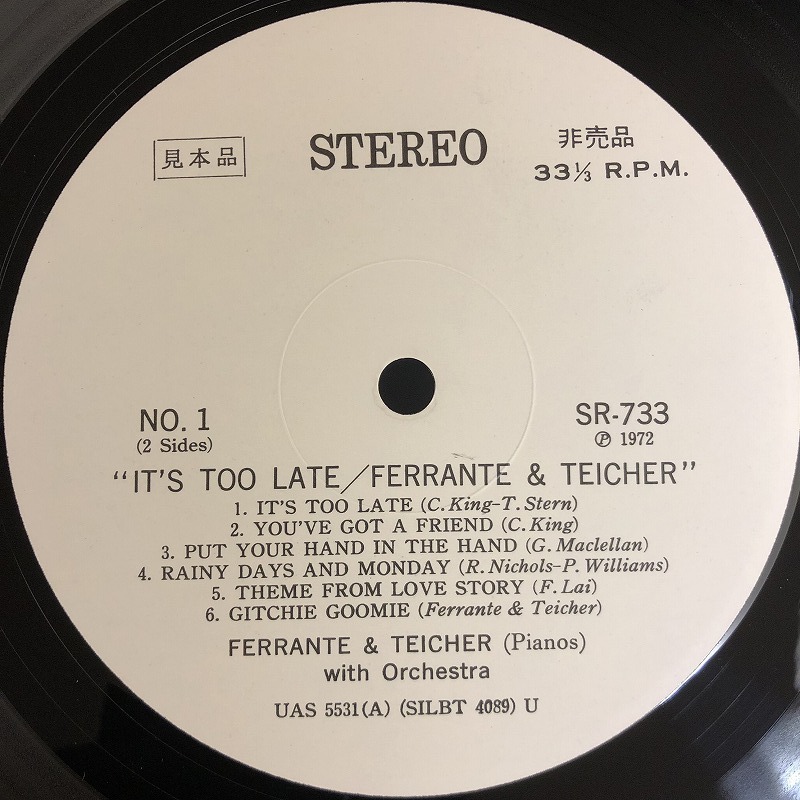 見本品
STEREO
非売品
33⅓ R.P.M.
NO. 1
(2 Sides)
SR-733
Ⓟ 1972
“IT'S TOO LATE/FERRANTE & TEICHER”
1. IT'S TOO LATE (C. King-T. Stern)
2. YOU'VE GOT A FRIEND (C. King)
3. PUT YOUR HAND IN THE HAND (G. Maclellan)
4. RAINY DAYS AND MONDAY (R. Nichols-P. Williams)
5. THEME FROM LOVE STORY (F. Lai)
6. GITCHIE GOOMIE (Ferrante & Teicher)
FERRANTE & TEICHER (Pianos)
with Orchestra
UAS 5531(A) (SILBT 4089) U